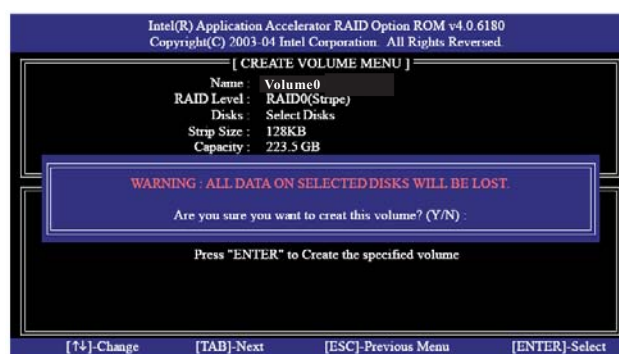 Intel(R) Application Accelerator RAID Option ROM v4.0.6180
Copyright(C) 2003-04 Intel Corporation. All Rights Reversed.
[ CREATE VOLUME MENU ]
Name : Volume0
RAID Level : RAID0(Stripe)
Disks : Select Disks
Strip Size : 128KB
Capacity : 223.5 GB
WARNING : ALL DATA ON SELECTED DISKS WILL BE LOST.
Are you sure you want to creat this volume? (Y/N) :
Press "ENTER" to Create the specified volume
[↑↓]-Change [TAB]-Next [ESC]-Previous Menu [ENTER]-Select